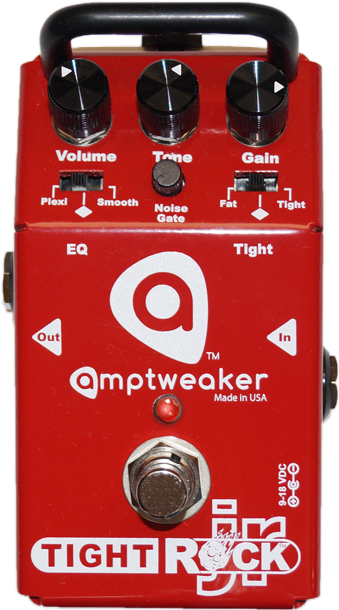 Volume Tone Gain
Plexi Smooth Noise Gate Fat Tight
EQ Tight
Out In
a
TM
amptweaker
Made in USA
9-18 VDC
jr
TIGHT ROCK